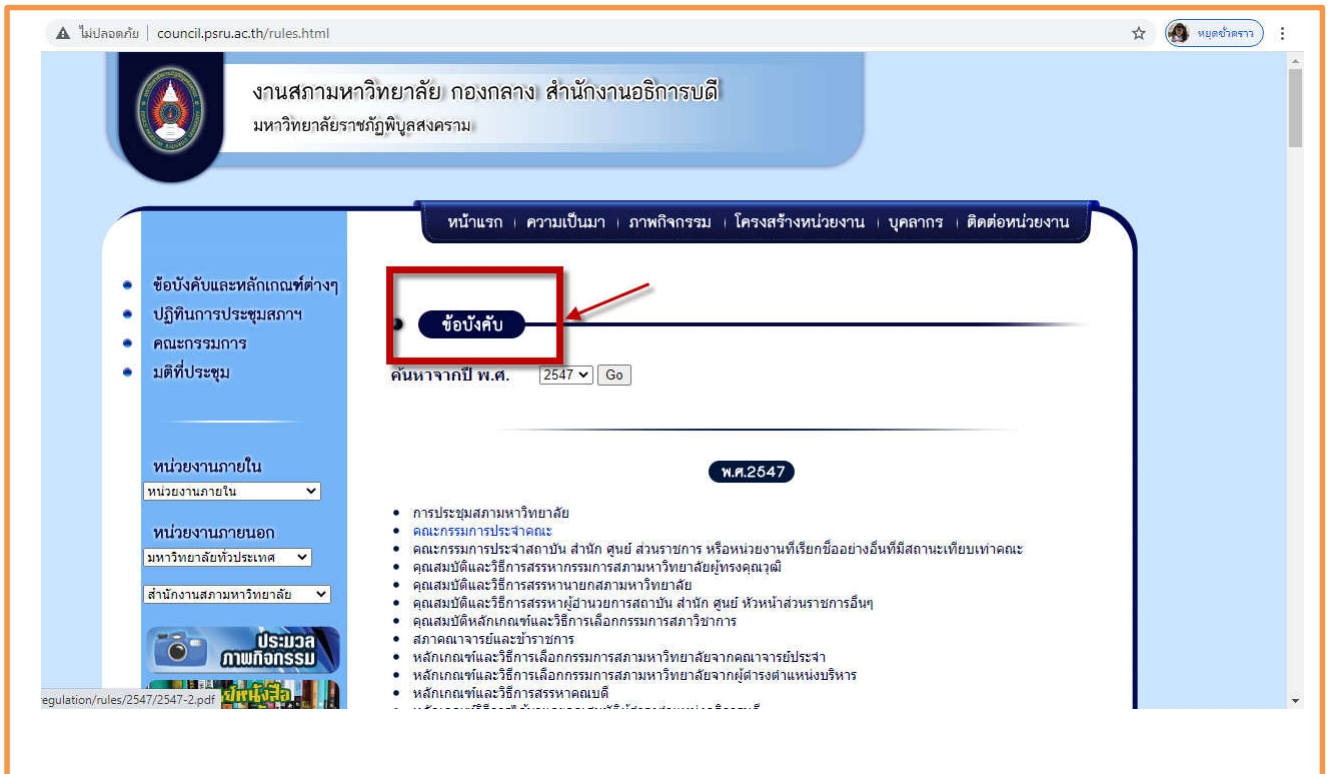 ไม่ปลอดภัย | council.psru.ac.th/rules.html
หยุดชั่วคราว
งานสภามหาวิทยาลัย กองกลาง สำนักงานอธิการบดี
มหาวิทยาลัยราชภัฏพิบูลสงคราม
หน้าแรก | ความเป็นมา | ภาพกิจกรรม | โครงสร้างหน่วยงาน | บุคลากร | ติดต่อหน่วยงาน
ข้อบังคับและหลักเกณฑ์ต่างๆ
ปฏิทินการประชุมสภาฯ
คณะกรรมการ
มติที่ประชุม
หน่วยงานภายใน
หน่วยงานภายใน
หน่วยงานภายนอก
มหาวิทยาลัยทั่วประเทศ
สำนักงานสภามหาวิทยาลัย
ประมวล
ภาพกิจกรรม
egulation/rules/2547/2547-2.pdf
ข้อบังคับ
ค้นหาจากปี พ.ศ. 2547 Go
พ.ศ.2547
การประชุมสภามหาวิทยาลัย
คณะกรรมการประจำคณะ
คณะกรรมการประจำสถาบัน สำนัก ศูนย์ ส่วนราชการ หรือหน่วยงานที่เรียกชื่ออย่างอื่นที่มีสถานะเทียบเท่าคณะ
คุณสมบัติและวิธีการสรรหากรรมการสภามหาวิทยาลัยผู้ทรงคุณวุฒิ
คุณสมบัติและวิธีการสรรหานายกสภามหาวิทยาลัย
คุณสมบัติและวิธีการสรรหาผู้อำนวยการสถาบัน สำนัก ศูนย์ หัวหน้าส่วนราชการอื่นๆ
คุณสมบัติหลักเกณฑ์และวิธีการเลือกกรรมการสภาวิชาการ
สภาคณาจารย์และข้าราชการ
หลักเกณฑ์และวิธีการเลือกกรรมการสภามหาวิทยาลัยจากคณาจารย์ประจำ
หลักเกณฑ์และวิธีการเลือกกรรมการสภามหาวิทยาลัยจากผู้ดำรงตำแหน่งบริหาร
หลักเกณฑ์และวิธีการสรรหาคณบดี